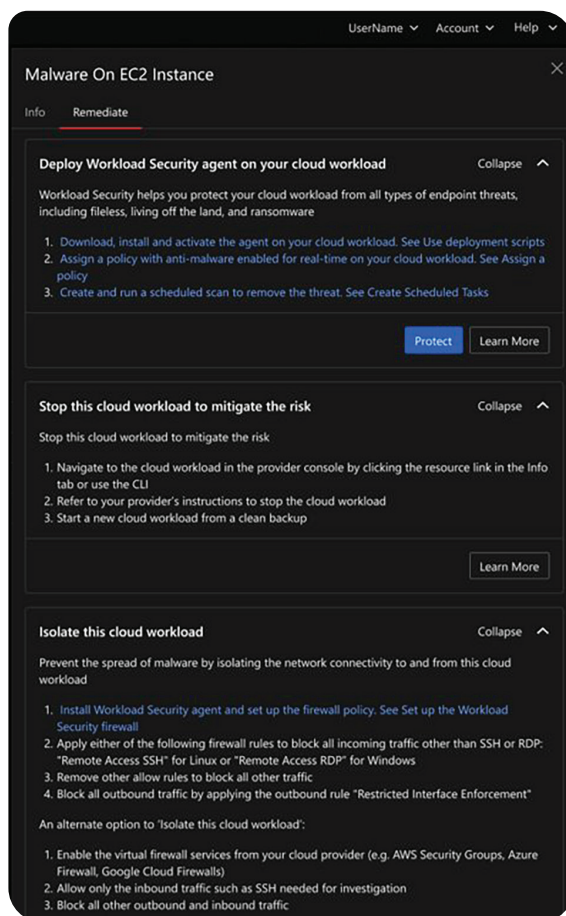 UserName Account Help
Malware On EC2 Instance
Info Remediate
Deploy Workload Security agent on your cloud workload Collapse
Workload Security helps you protect your cloud workload from all types of endpoint threats,
including fileless, living off the land, and ransomware
1. Download, install and activate the agent on your cloud workload. See Use deployment scripts
2. Assign a policy with anti-malware enabled for real-time on your cloud workload. See Assign a
policy
3. Create and run a scheduled scan to remove the threat. See Create Scheduled Tasks
Protect Learn More
Stop this cloud workload to mitigate the risk Collapse
Stop this cloud workload to mitigate the risk
1. Navigate to the cloud workload in the provider console by clicking the resource link in the Info
tab or use the CLI
2. Refer to your provider's instructions to stop the cloud workload
3. Start a new cloud workload from a clean backup
Learn More
Isolate this cloud workload Collapse
Prevent the spread of malware by isolating the network connectivity to and from this cloud
workload
1. Install Workload Security agent and set up the firewall policy. See Set up the Workload
Security firewall
2. Apply either of the following firewall rules to block all incoming traffic other than SSH or RDP:
"Remote Access SSH" for Linux or "Remote Access RDP" for Windows
3. Remove other allow rules to block all other traffic
4. Block all outbound traffic by applying the outbound rule "Restricted Interface Enforcement"
An alternate option to 'Isolate this cloud workload':
1. Enable the virtual firewall services from your cloud provider (e.g. AWS Security Groups, Azure
Firewall, Google Cloud Firewalls)
2. Allow only the inbound traffic such as SSH needed for investigation
3. Block all other outbound and inbound traffic